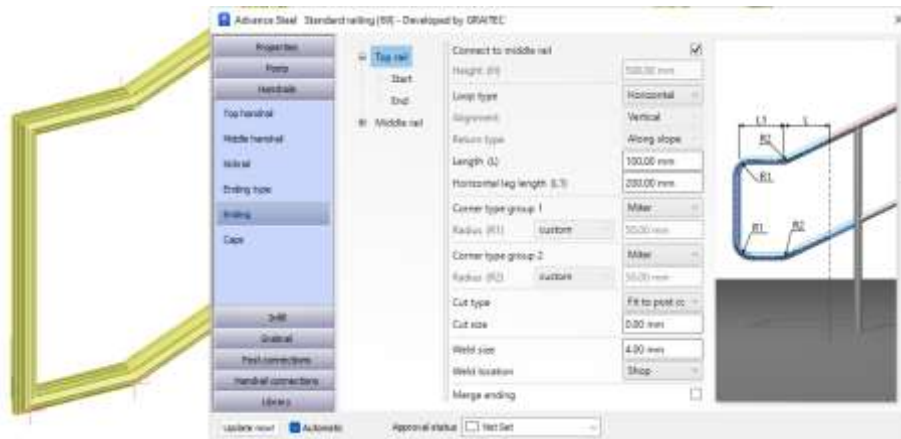 Advance Steel Standard railing (69) - Developed by GRAITEC
Properties
Posts
Handrails
Top handrail
Middle handrail
Kickrail
Ending type
Ending
Caps
Infill
Gratings
Post connections
Handrail connections
Library
Top rail
Start
End
Middle rail
Connect to middle rail
Height (H) 500.00 mm
Loop type Horizontal
Alignment Vertical
Return type Along slope
Length (L) 100.00 mm
Horizontal leg length (L1) 200.00 mm
Corner type group 1 Miter
Radius (R1) custom 50.00 mm
Corner type group 2 Miter
Radius (R2) custom 50.00 mm
Cut type Fit to post cc
Cut size 0.00 mm
Weld size 4.00 mm
Weld location Shop
Merge ending
L1 L
R2
R1
R1 R2
Update now! Automatic Approval status Not Set